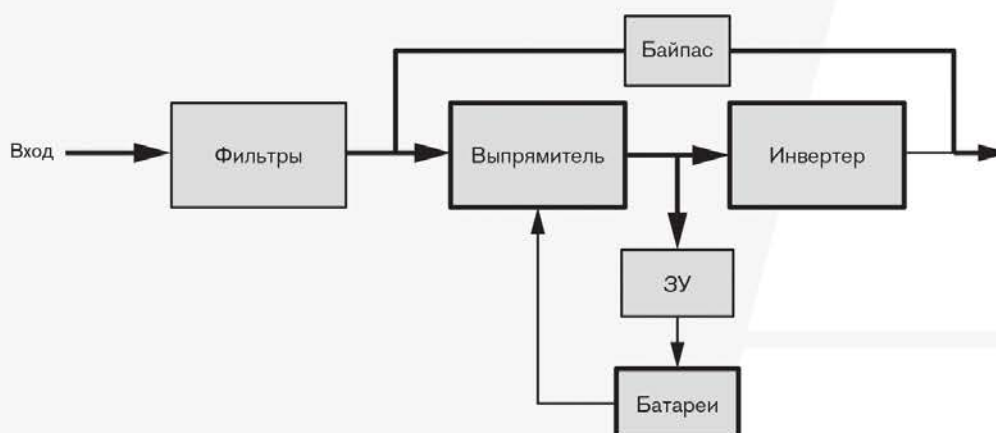 Байпас
Вход
Фильтры
Выпрямитель
Инвертер
ЗУ
Батареи